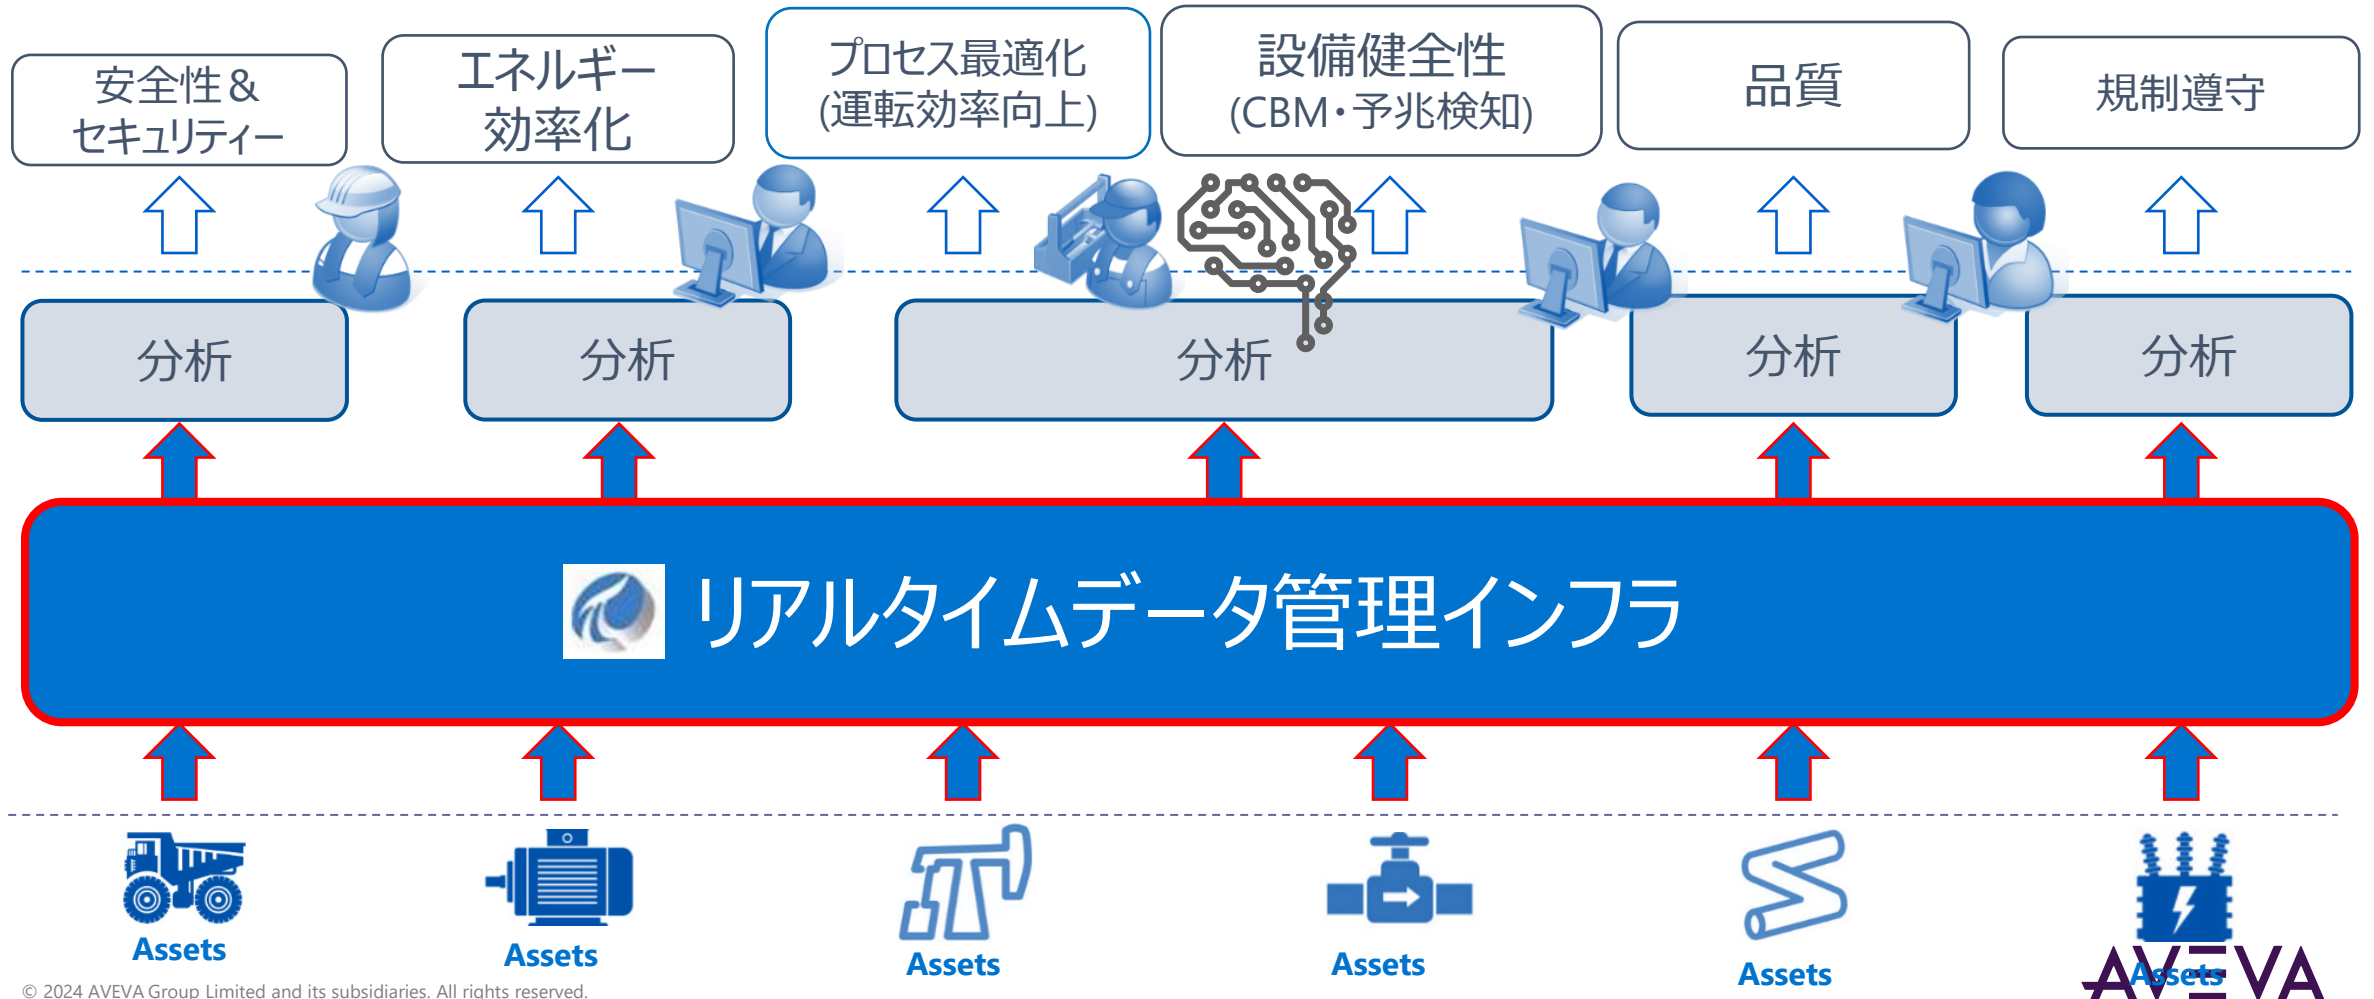 安全性＆
セキュリティー
エネルギー
効率化
プロセス最適化
(運転効率向上)
設備健全性
(CBM・予兆検知)
品質
規制遵守
分析
分析
分析
分析
分析
リアルタイムデータ管理インフラ
Assets
Assets
Assets
Assets
Assets
Assets
AVEVA
© 2024 AVEVA Group Limited and its subsidiaries. All rights reserved.